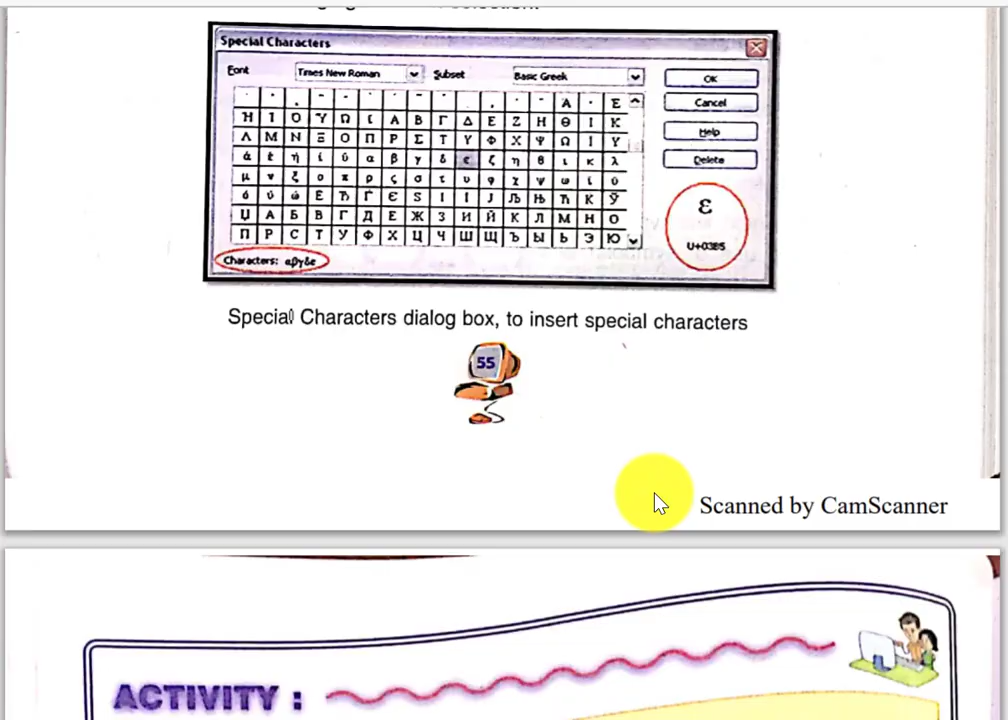 Special Characters
Font Times New Roman Subset Basic Greek OK
Α · Έ
Ή Ί Ό Ύ Ώ ΐ Α Β Γ Δ Ε Ζ Η Θ Ι Κ Cancel
Λ Μ Ν Ξ Ο Π Ρ Σ Τ Υ Φ Χ Ψ Ω Ϊ Ϋ Help
ά έ ή ί ΰ α β γ δ ε ζ η θ ι κ λ Delete
μ ν ξ ο π ρ ς σ τ υ φ χ ψ ω ϊ ϋ
ό ύ ώ Ё Ђ Ѓ Є Ѕ І Ї Ј Љ Њ Ћ Ќ Ў
Џ А Б В Г Д Е Ж З И Й К Л М Н О
П Р С Т У Ф Х Ц Ч Ш Щ Ъ Ы Ь Э Ю
ε
U+03B5
Characters: αβγδε
Special Characters dialog box, to insert special characters
55
Scanned by CamScanner
ACTIVITY :